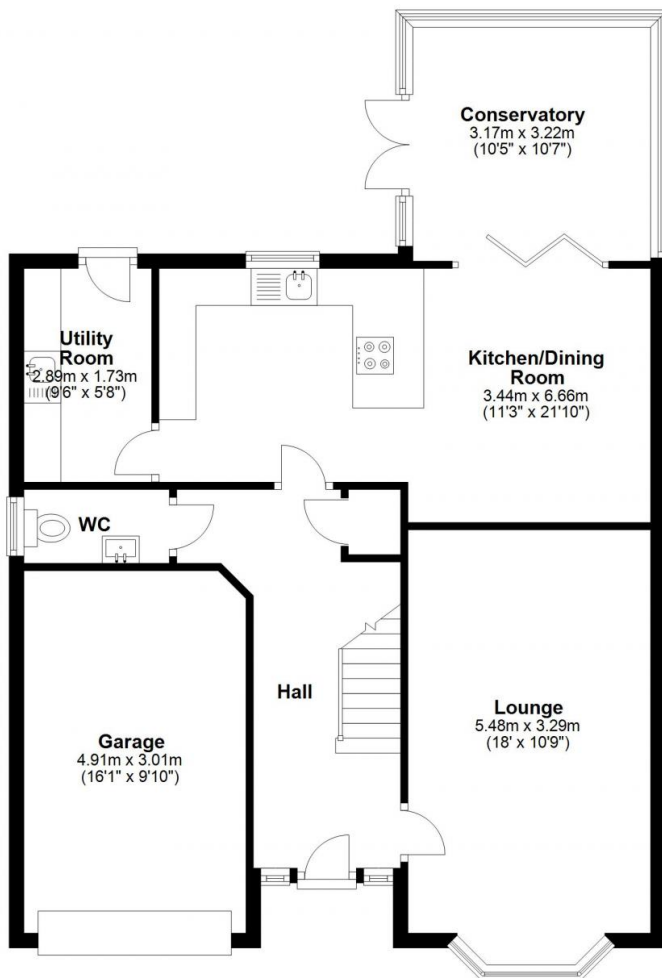 Conservatory
3.17m x 3.22m
(10'5" x 10'7")
Utility
Room
2.89m x 1.73m
(9'6" x 5'8")
Kitchen/Dining
Room
3.44m x 6.66m
(11'3" x 21'10")
WC
Hall
Lounge
5.48m x 3.29m
(18' x 10'9")
Garage
4.91m x 3.01m
(16'1" x 9'10")